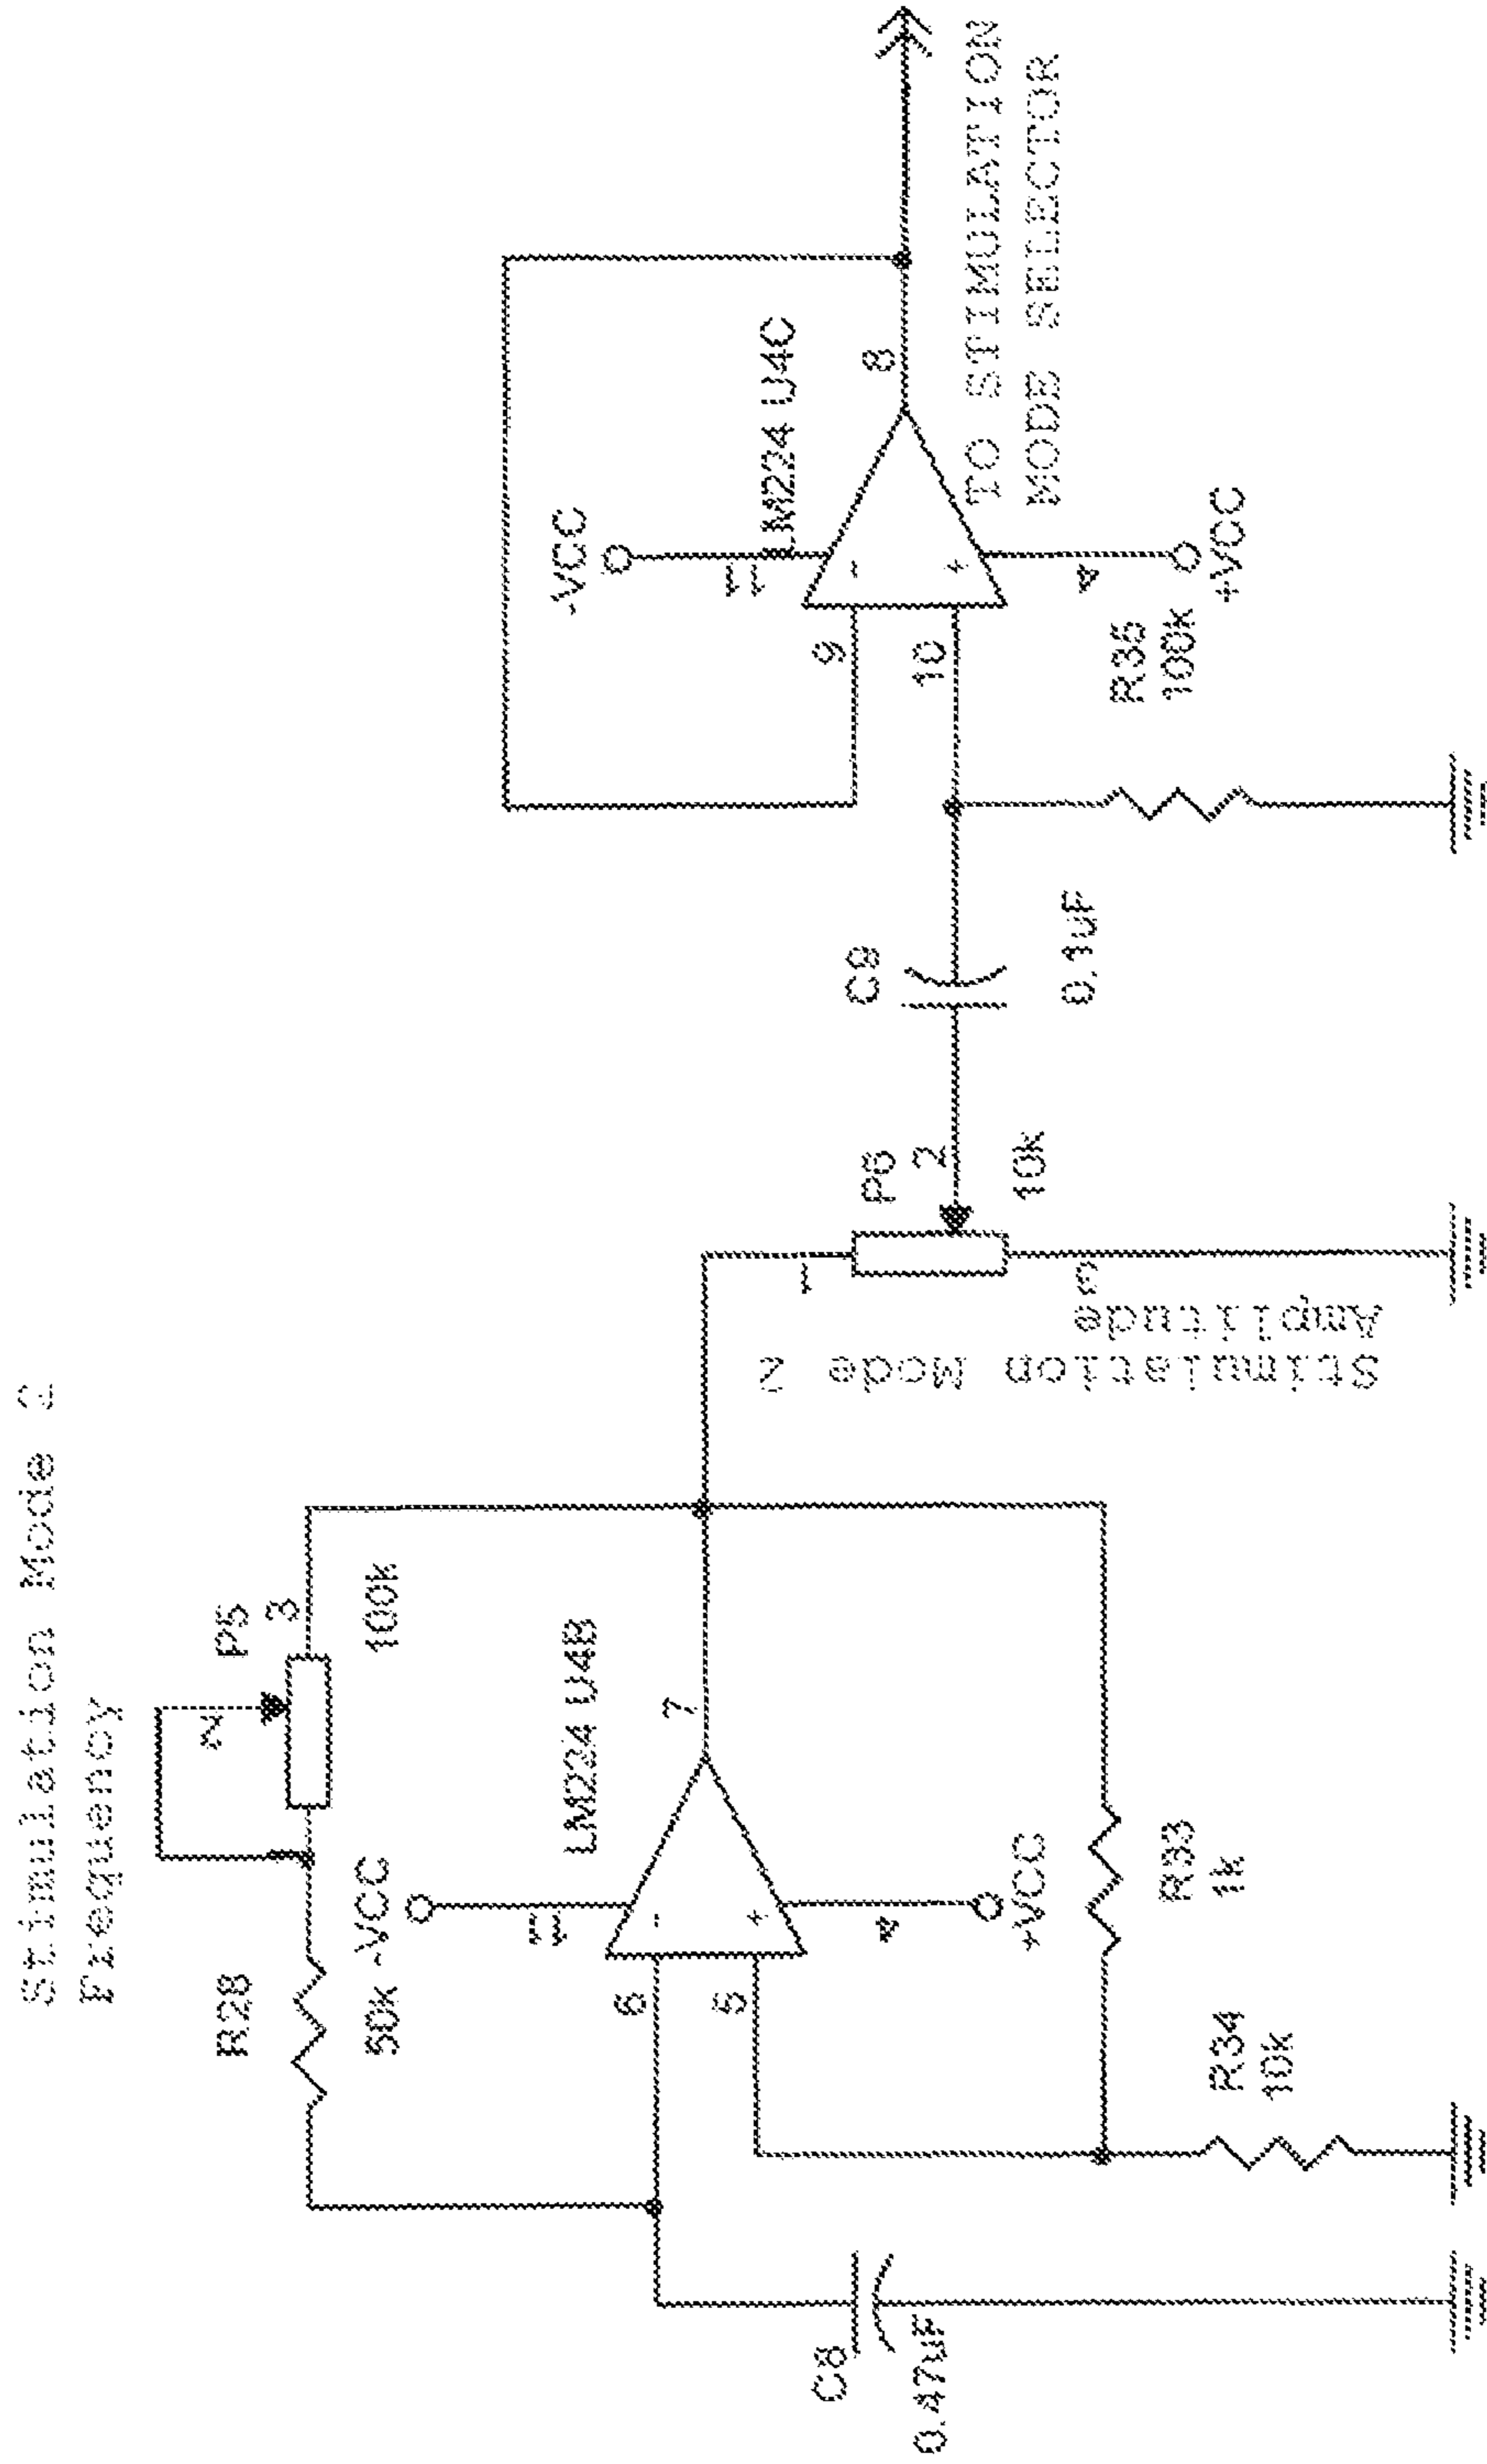 Stimulation Mode 2
Frequency
P5
2
3
1
100k
R28
50k
-VCC
11
LM224 U4B
6
5
7
4
+VCC
R33
1k
R34
10k
C8
0.47uF
Stimulation Mode 2
Amplitude
1
P6
2
10k
3
C9
0.1uF
R35
100k
-VCC
11
LM224 U4C
9
10
8
4
+VCC
TO STIMULATION
MODE SELECTOR